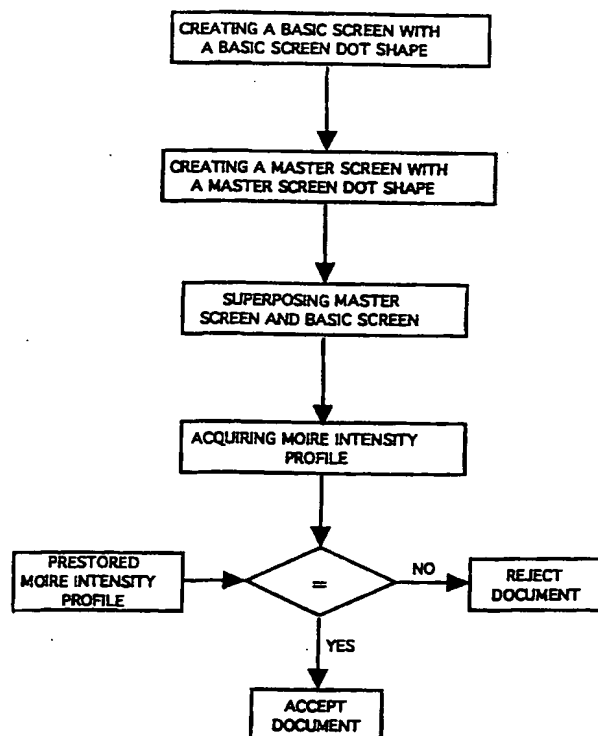 CREATING A BASIC SCREEN WITH
A BASIC SCREEN DOT SHAPE
CREATING A MASTER SCREEN WITH
A MASTER SCREEN DOT SHAPE
SUPERPOSING MASTER
SCREEN AND BASIC SCREEN
ACQUIRING MOIRE INTENSITY
PROFILE
PRESTORED
MOIRE INTENSITY
PROFILE
=
NO
REJECT
DOCUMENT
YES
ACCEPT
DOCUMENT